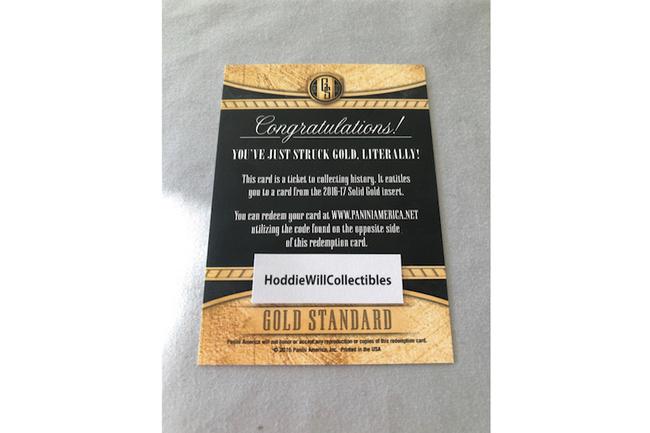 GS
Congratulations!
YOU'VE JUST STRUCK GOLD, LITERALLY!
This card is a ticket to collecting history. It entitles
you to a card from the 2016-17 Solid Gold insert.
You can redeem your card at WWW.PANINIAMERICA.NET
utilizing the code found on the opposite side
of this redemption card.
HoddieWillCollectibles
GOLD STANDARD
Panini America will not honor or accept any reproduction or copies of this redemption card.
© 2016 Panini America, Inc. Printed in the USA